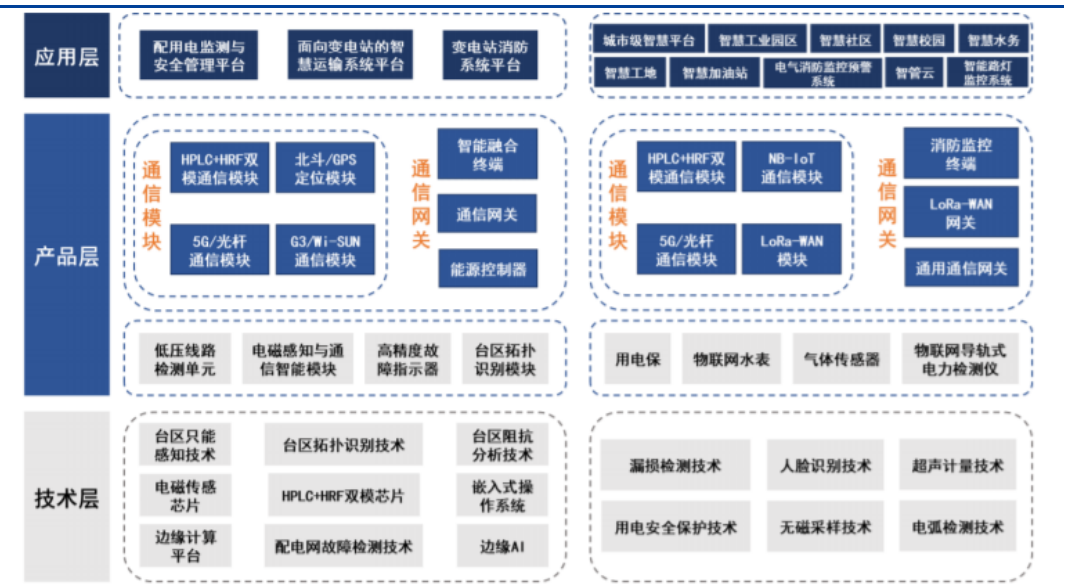 应用层
配用电监测与
安全管理平台
面向变电站的智
慧运输系统平台
变电站消防
系统平台
城市级智慧平台
智慧工业园区
智慧社区
智慧校园
智慧水务
智慧工地
智慧加油站
电气消防监控预警
系统
智管云
智能路灯
监控系统
产品层
通信模块
HPLC+HRF双
模通信模块
北斗/GPS
定位模块
5G/光杆
通信模块
G3/Wi-SUN
通信模块
通信网关
智能融合
终端
通信网关
能源控制器
通信模块
HPLC+HRF双
模通信模块
NB-IoT
通信模块
5G/光杆
通信模块
LoRa-WAN
模块
通信网关
消防监控
终端
LoRa-WAN
网关
通用通信网关
低压线路
检测单元
电磁感知与通
信智能模块
高精度故
障指示器
台区拓扑
识别模块
用电保
物联网水表
气体传感器
物联网导轨式
电力检测仪
技术层
台区只能
感知技术
台区拓扑识别技术
台区阻抗
分析技术
电磁传感
芯片
HPLC+HRF双模芯片
嵌入式操
作系统
边缘计算
平台
配电网故障检测技术
边缘AI
漏损检测技术
人脸识别技术
超声计量技术
用电安全保护技术
无磁采样技术
电弧检测技术